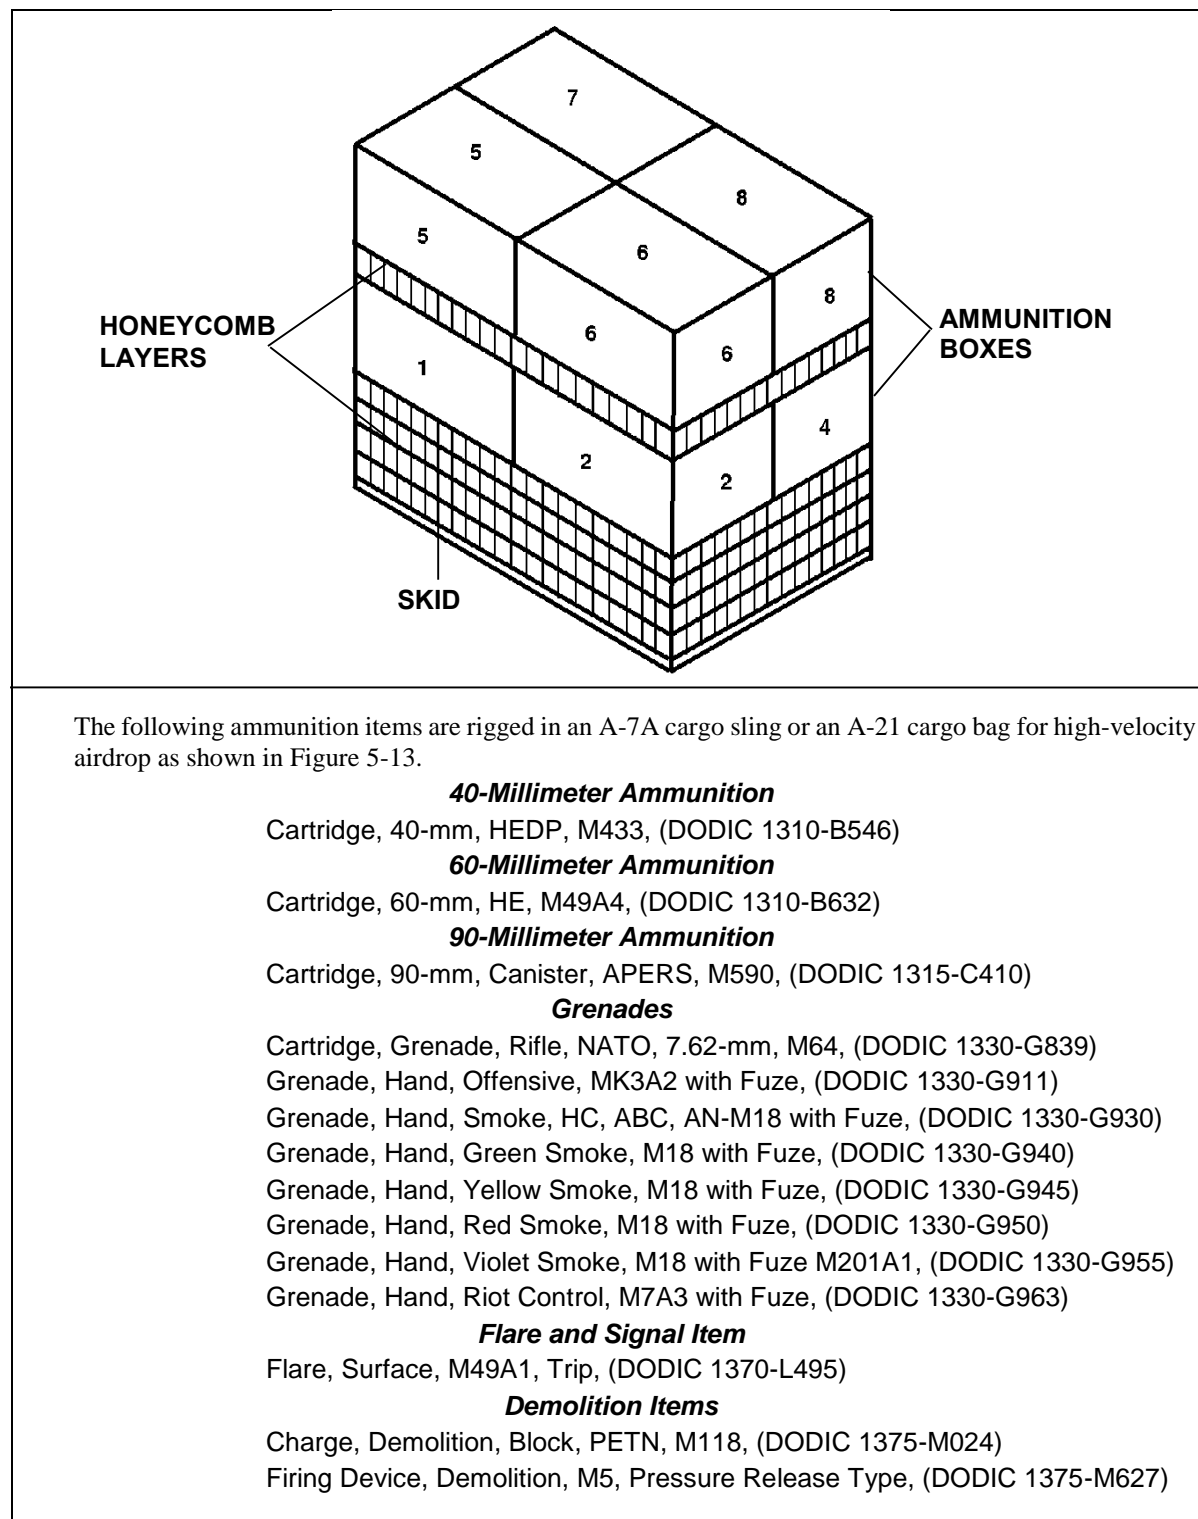 7
5
8
5
6
8
HONEYCOMB
LAYERS
6
6
AMMUNITION
BOXES
1
4
2
2
SKID
The following ammunition items are rigged in an A-7A cargo sling or an A-21 cargo bag for high-velocity
airdrop as shown in Figure 5-13.
40-Millimeter Ammunition
Cartridge, 40-mm, HEDP, M433, (DODIC 1310-B546)
60-Millimeter Ammunition
Cartridge, 60-mm, HE, M49A4, (DODIC 1310-B632)
90-Millimeter Ammunition
Cartridge, 90-mm, Canister, APERS, M590, (DODIC 1315-C410)
Grenades
Cartridge, Grenade, Rifle, NATO, 7.62-mm, M64, (DODIC 1330-G839)
Grenade, Hand, Offensive, MK3A2 with Fuze, (DODIC 1330-G911)
Grenade, Hand, Smoke, HC, ABC, AN-M18 with Fuze, (DODIC 1330-G930)
Grenade, Hand, Green Smoke, M18 with Fuze, (DODIC 1330-G940)
Grenade, Hand, Yellow Smoke, M18 with Fuze, (DODIC 1330-G945)
Grenade, Hand, Red Smoke, M18 with Fuze, (DODIC 1330-G950)
Grenade, Hand, Violet Smoke, M18 with Fuze M201A1, (DODIC 1330-G955)
Grenade, Hand, Riot Control, M7A3 with Fuze, (DODIC 1330-G963)
Flare and Signal Item
Flare, Surface, M49A1, Trip, (DODIC 1370-L495)
Demolition Items
Charge, Demolition, Block, PETN, M118, (DODIC 1375-M024)
Firing Device, Demolition, M5, Pressure Release Type, (DODIC 1375-M627)